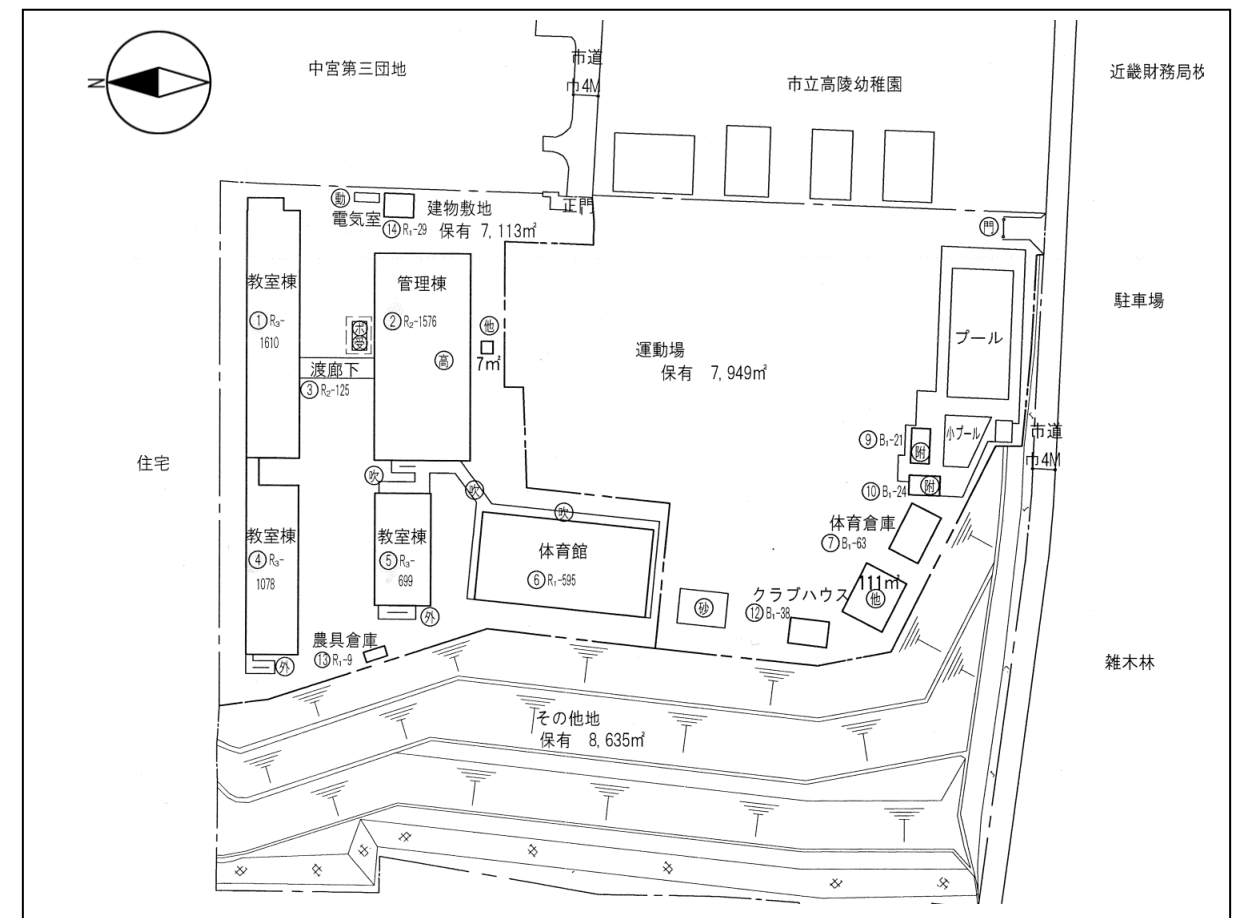 N
中宮第三団地
市道
巾4M
市立高陵幼稚園
近畿財務局
動
電気室
⑭R₁-29
建物敷地
保有 7,113㎡
正門
門
教室棟
①R₃-
1610
ボ
受
管理棟
②R₂-1576
高
他
7㎡
渡廊下
③R₂-125
運動場
保有 7,949㎡
プール
駐車場
小プール
⑨B₁-21
附
⑩B₁-24
附
市道
巾4M
住宅
吹
吹
吹
教室棟
④R₃-
1078
教室棟
⑤R₃-
699
体育館
⑥R₁-595
体育倉庫
⑦B₁-63
111㎡
他
クラブハウス
⑫B₁-38
砂
外
外
農具倉庫
⑬R₁-9
雑木林
その他地
保有 8,635㎡